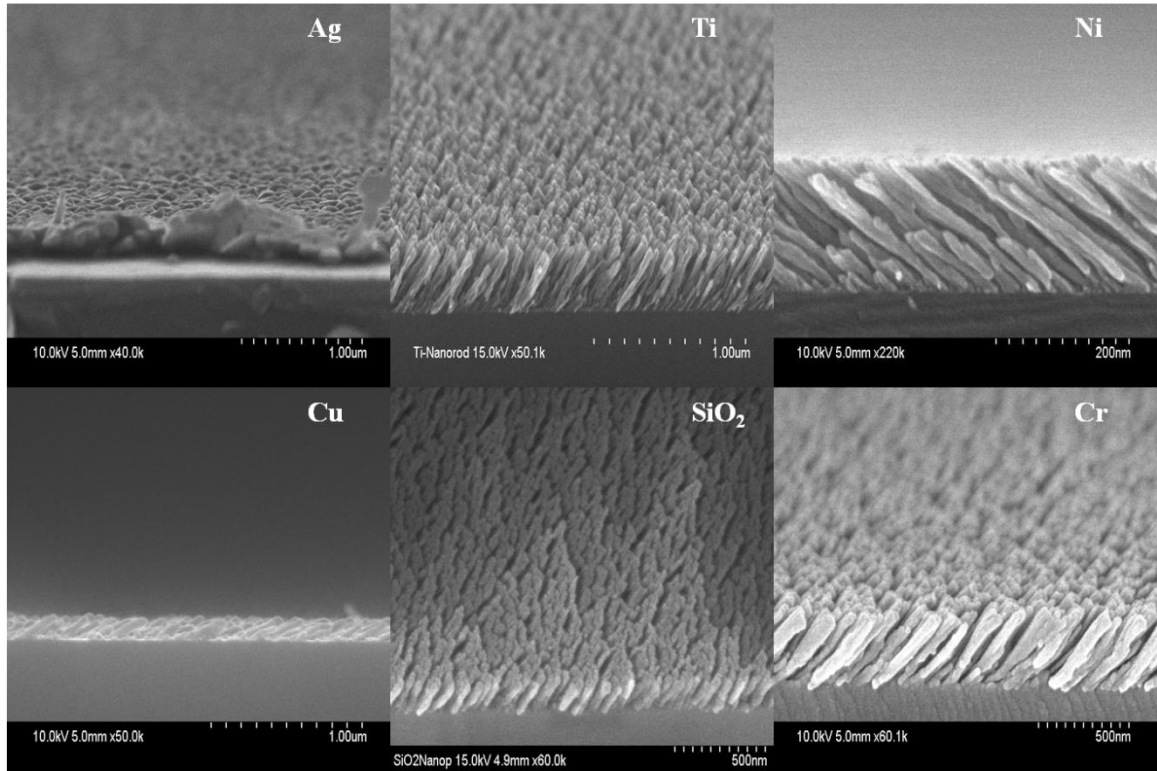 Ag
10.0kV 5.0mm x40.0k
1.00um
Ti
Ti-Nanorod 15.0kV x50.1k
1.00um
Ni
10.0kV 5.0mm x220k
200nm
Cu
10.0kV 5.0mm x50.0k
1.00um
SiO₂
SiO2Nanop 15.0kV 4.9mm x60.0k
500nm
Cr
10.0kV 5.0mm x60.1k
500nm